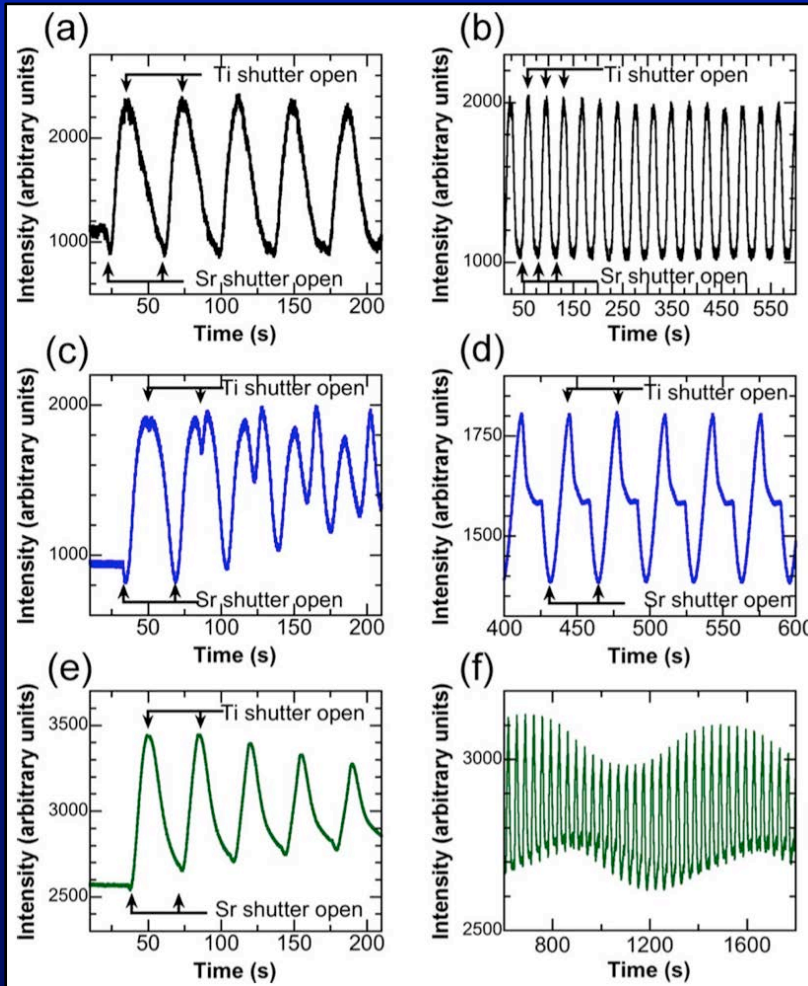 (a)
Ti shutter open
2000
1000
Intensity (arbitrary units)
Sr shutter open
50 100 150 200
Time (s)
(b)
Ti shutter open
2000
1000
Intensity (arbitrary units)
Sr shutter open
50 150 250 350 450 550
Time (s)
(c)
Ti shutter open
2000
1000
Intensity (arbitrary units)
Sr shutter open
50 100 150 200
Time (s)
(d)
Ti shutter open
1750
1500
Intensity (arbitrary units)
Sr shutter open
400 450 500 550 600
Time (s)
(e)
Ti shutter open
3500
3000
2500
Intensity (arbitrary units)
Sr shutter open
50 100 150 200
Time (s)
(f)
3000
2500
Intensity (arbitrary units)
800 1200 1600
Time (s)